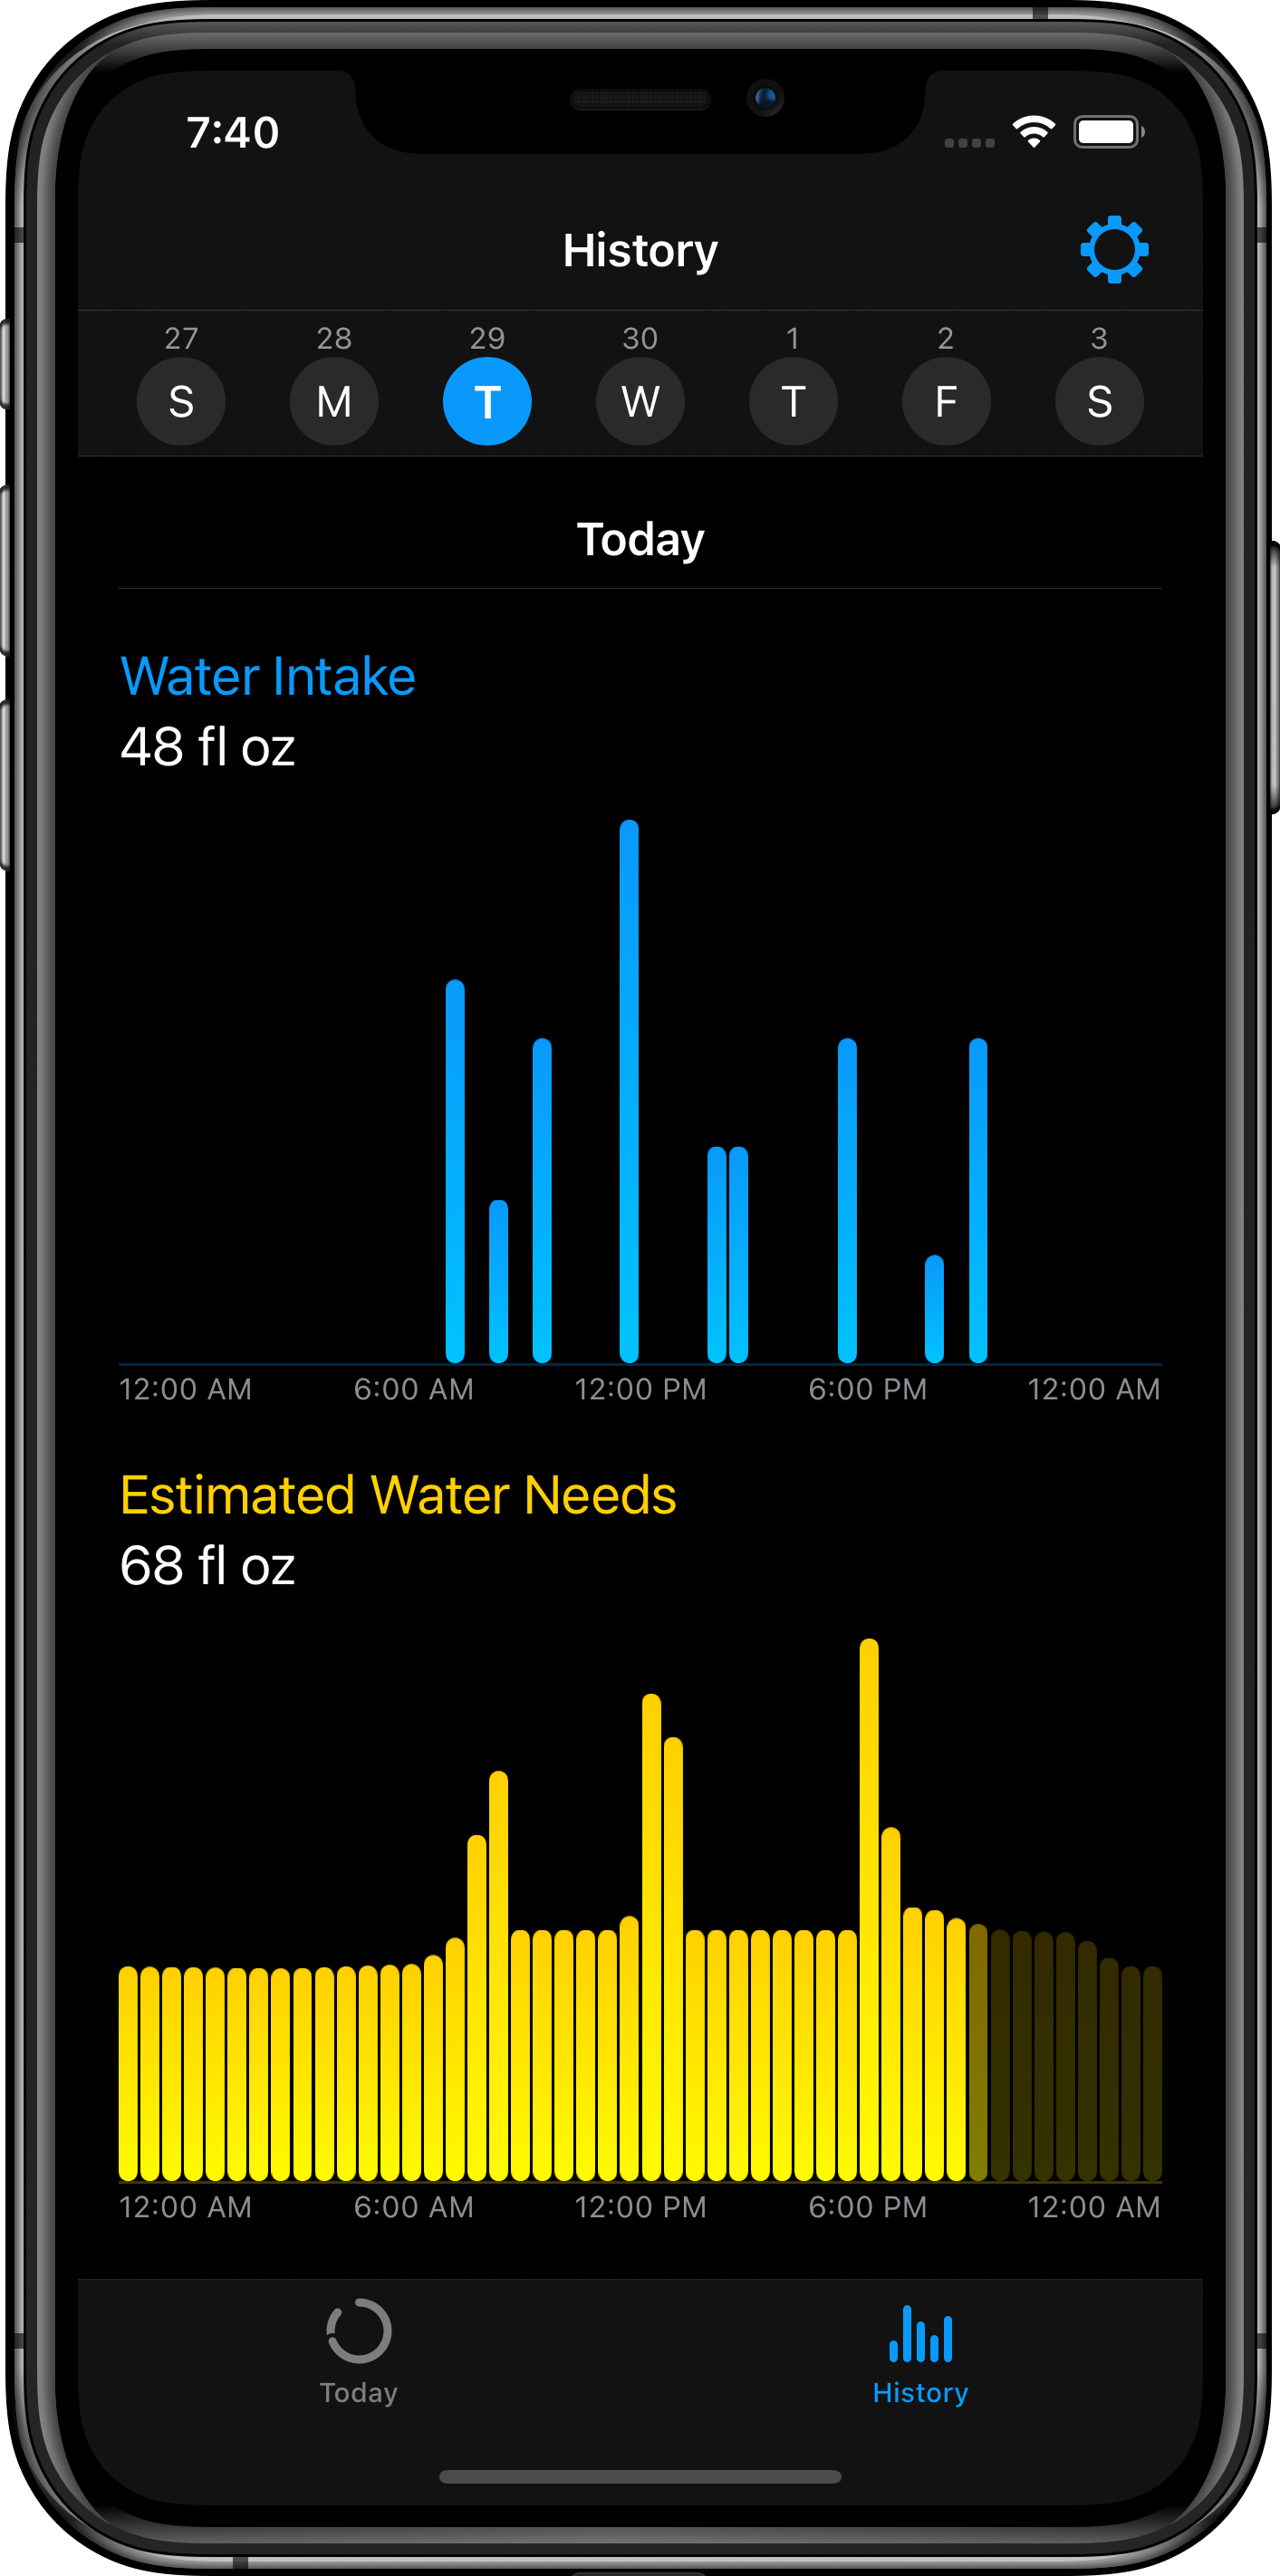 7:40
History
27 28 29 30 1 2 3
S M T W T F S
Today
Water Intake
48 fl oz
12:00 AM 6:00 AM 12:00 PM 6:00 PM 12:00 AM
Estimated Water Needs
68 fl oz
12:00 AM 6:00 AM 12:00 PM 6:00 PM 12:00 AM
Today History